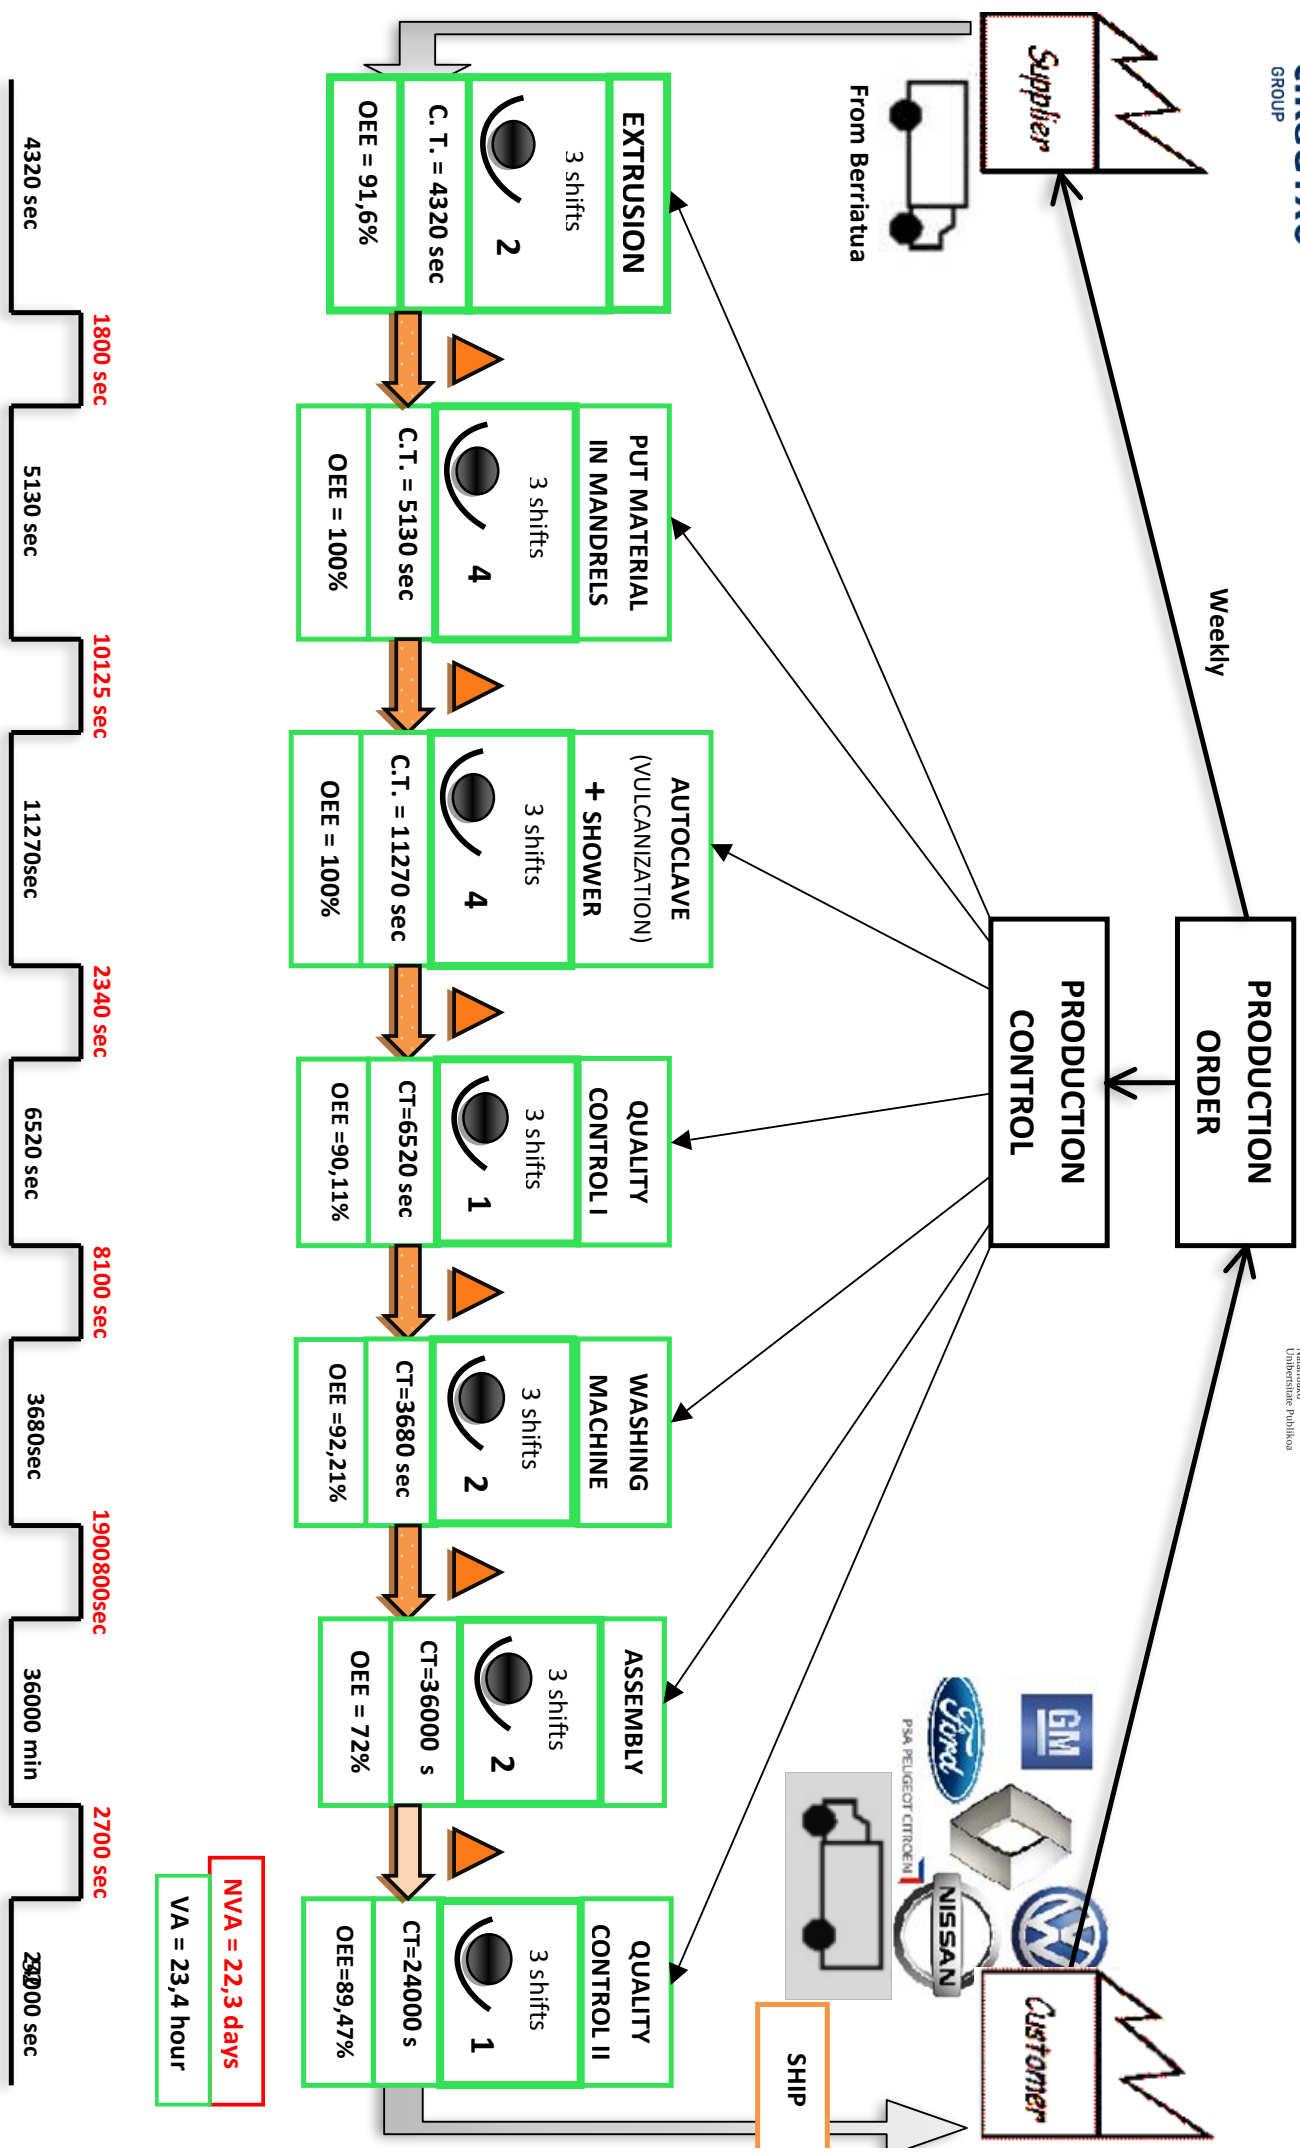 GROUP
Unibertsitate Publikoa
Supplier
From Berriatua
Weekly
PRODUCTION
ORDER
PRODUCTION
CONTROL
GM
Ford
PSA PEUGEOT CITROËN
NISSAN
Customer
SHIP
EXTRUSION
3 shifts
2
C. T. = 4320 sec
OEE = 91,6%
PUT MATERIAL
IN MANDRELS
3 shifts
4
C.T. = 5130 sec
OEE = 100%
AUTOCLAVE
(VULCANIZATION)
+ SHOWER
3 shifts
4
C.T. = 11270 sec
OEE = 100%
QUALITY
CONTROL I
3 shifts
1
CT=6520 sec
OEE =90,11%
WASHING
MACHINE
3 shifts
2
CT=3680 sec
OEE =92,21%
ASSEMBLY
3 shifts
2
CT=36000 s
OEE = 72%
QUALITY
CONTROL II
3 shifts
1
CT=24000 s
OEE=89,47%
NVA = 22,3 days
VA = 23,4 hour
1800 sec
10125 sec
2340 sec
8100 sec
1900800sec
2700 sec
4320 sec
5130 sec
11270sec
6520 sec
3680sec
36000 min
sec